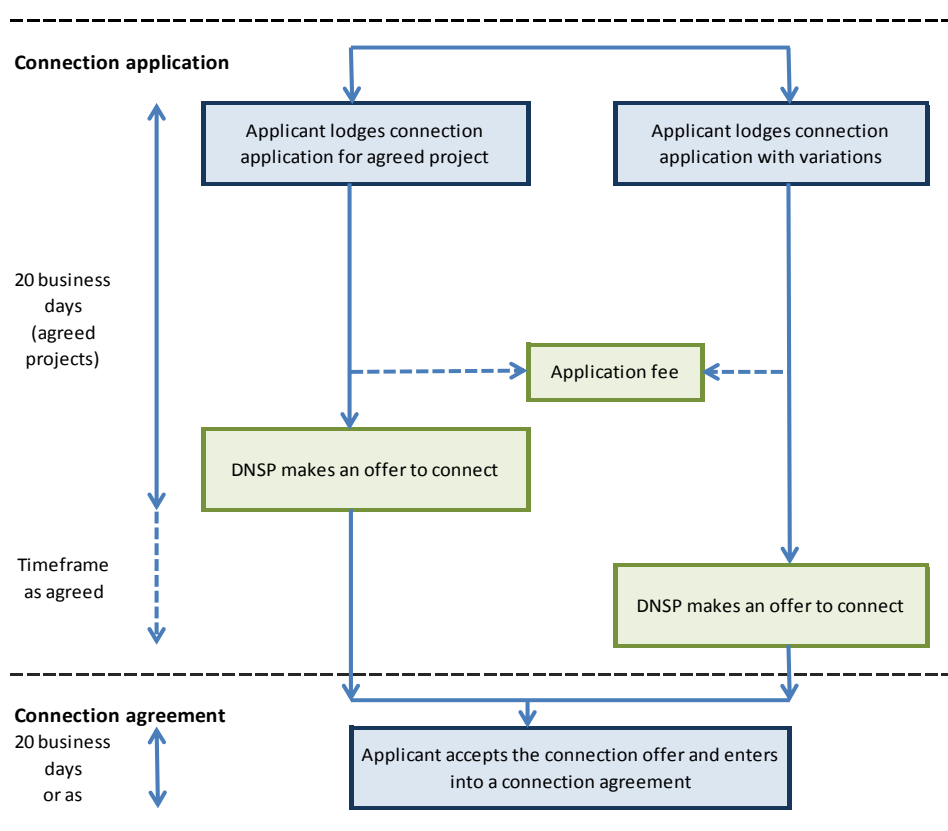 Connection application
Applicant lodges connection
application for agreed project
Applicant lodges connection
application with variations
20 business
days
(agreed
projects)
Application fee
DNSP makes an offer to connect
Timeframe
as agreed
DNSP makes an offer to connect
Connection agreement
20 business
days
or as
Applicant accepts the connection offer and enters
into a connection agreement